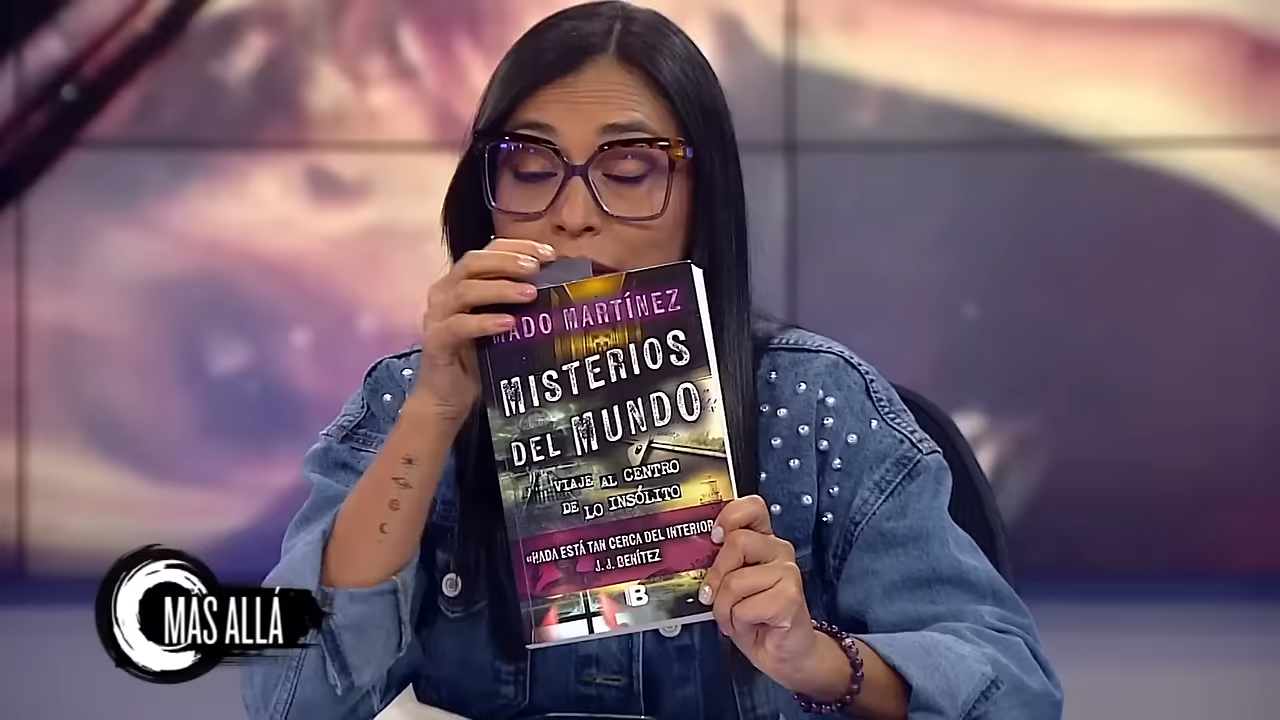 MADO MARTÍNEZ
MISTERIOS
DEL MUNDO
VIAJE AL CENTRO
DE LO INSÓLITO
«NADA ESTÁ TAN CERCA DEL INTERIOR
J.J. BENÍTEZ
B
MÁS ALLÁ